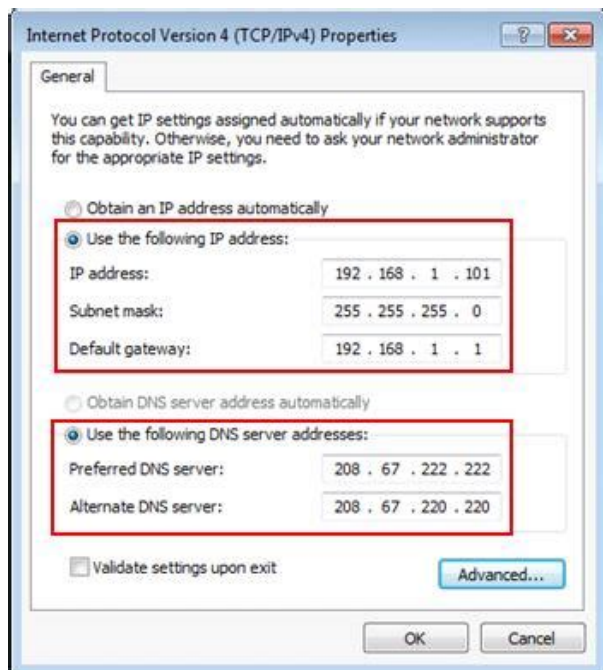 Internet Protocol Version 4 (TCP/IPv4) Properties
General
You can get IP settings assigned automatically if your network supports
this capability. Otherwise, you need to ask your network administrator
for the appropriate IP settings.
Obtain an IP address automatically
Use the following IP address:
IP address: 192 . 168 . 1 . 101
Subnet mask: 255 . 255 . 255 . 0
Default gateway: 192 . 168 . 1 . 1
Obtain DNS server address automatically
Use the following DNS server addresses:
Preferred DNS server: 208 . 67 . 222 . 222
Alternate DNS server: 208 . 67 . 220 . 220
Validate settings upon exit
Advanced...
OK Cancel